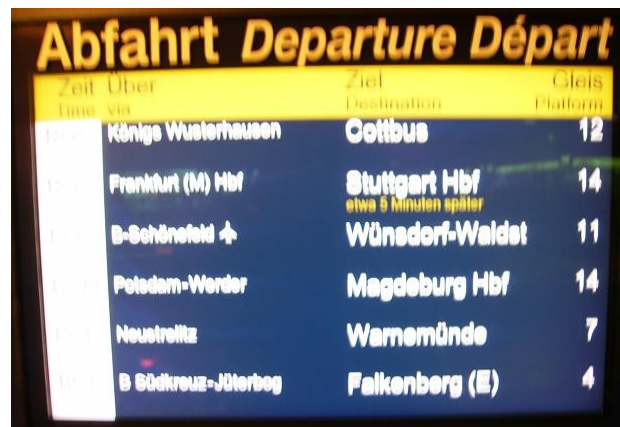 Abfahrt Departure Départ
Zeit Über Ziel Gleis
Time via Destination Platform
Königs Wusterhausen Cottbus 12
Frankfurt (M) Hbf Stuttgart Hbf 14
etwa 5 Minuten später
B-Schönefeld Wünsdorf-Waldst 11
Potsdam-Werder Magdeburg Hbf 14
Neustrelitz Warnemünde 7
B Südkreuz-Jüterbog Falkenberg (E) 4